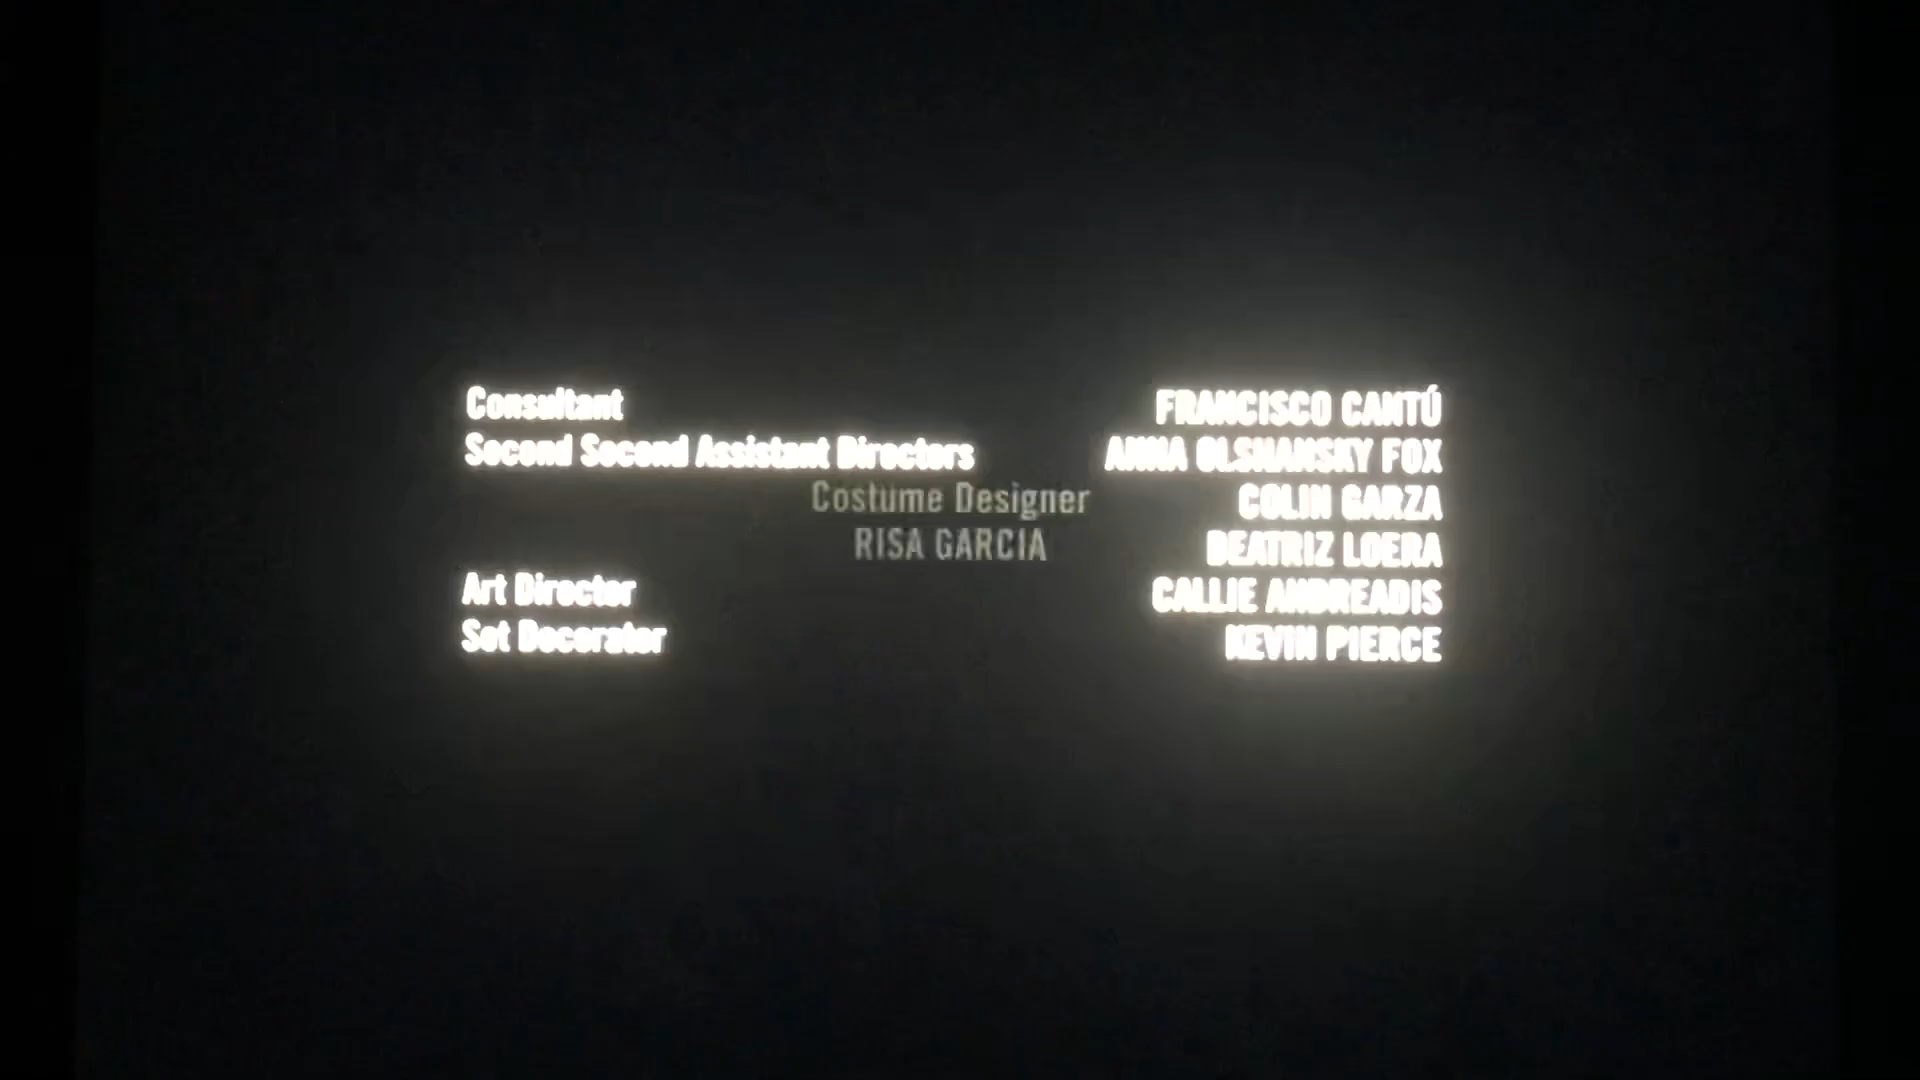 Consultant FRANCISCO CANTÚ
Second Second Assistant Directors ANNA OLSHANSKY FOX
Costume Designer COLIN GARZA
RISA GARCIA BEATRIZ LOERA
Art Director CALLIE ANDREADIS
Set Decorator KEVIN PIERCE